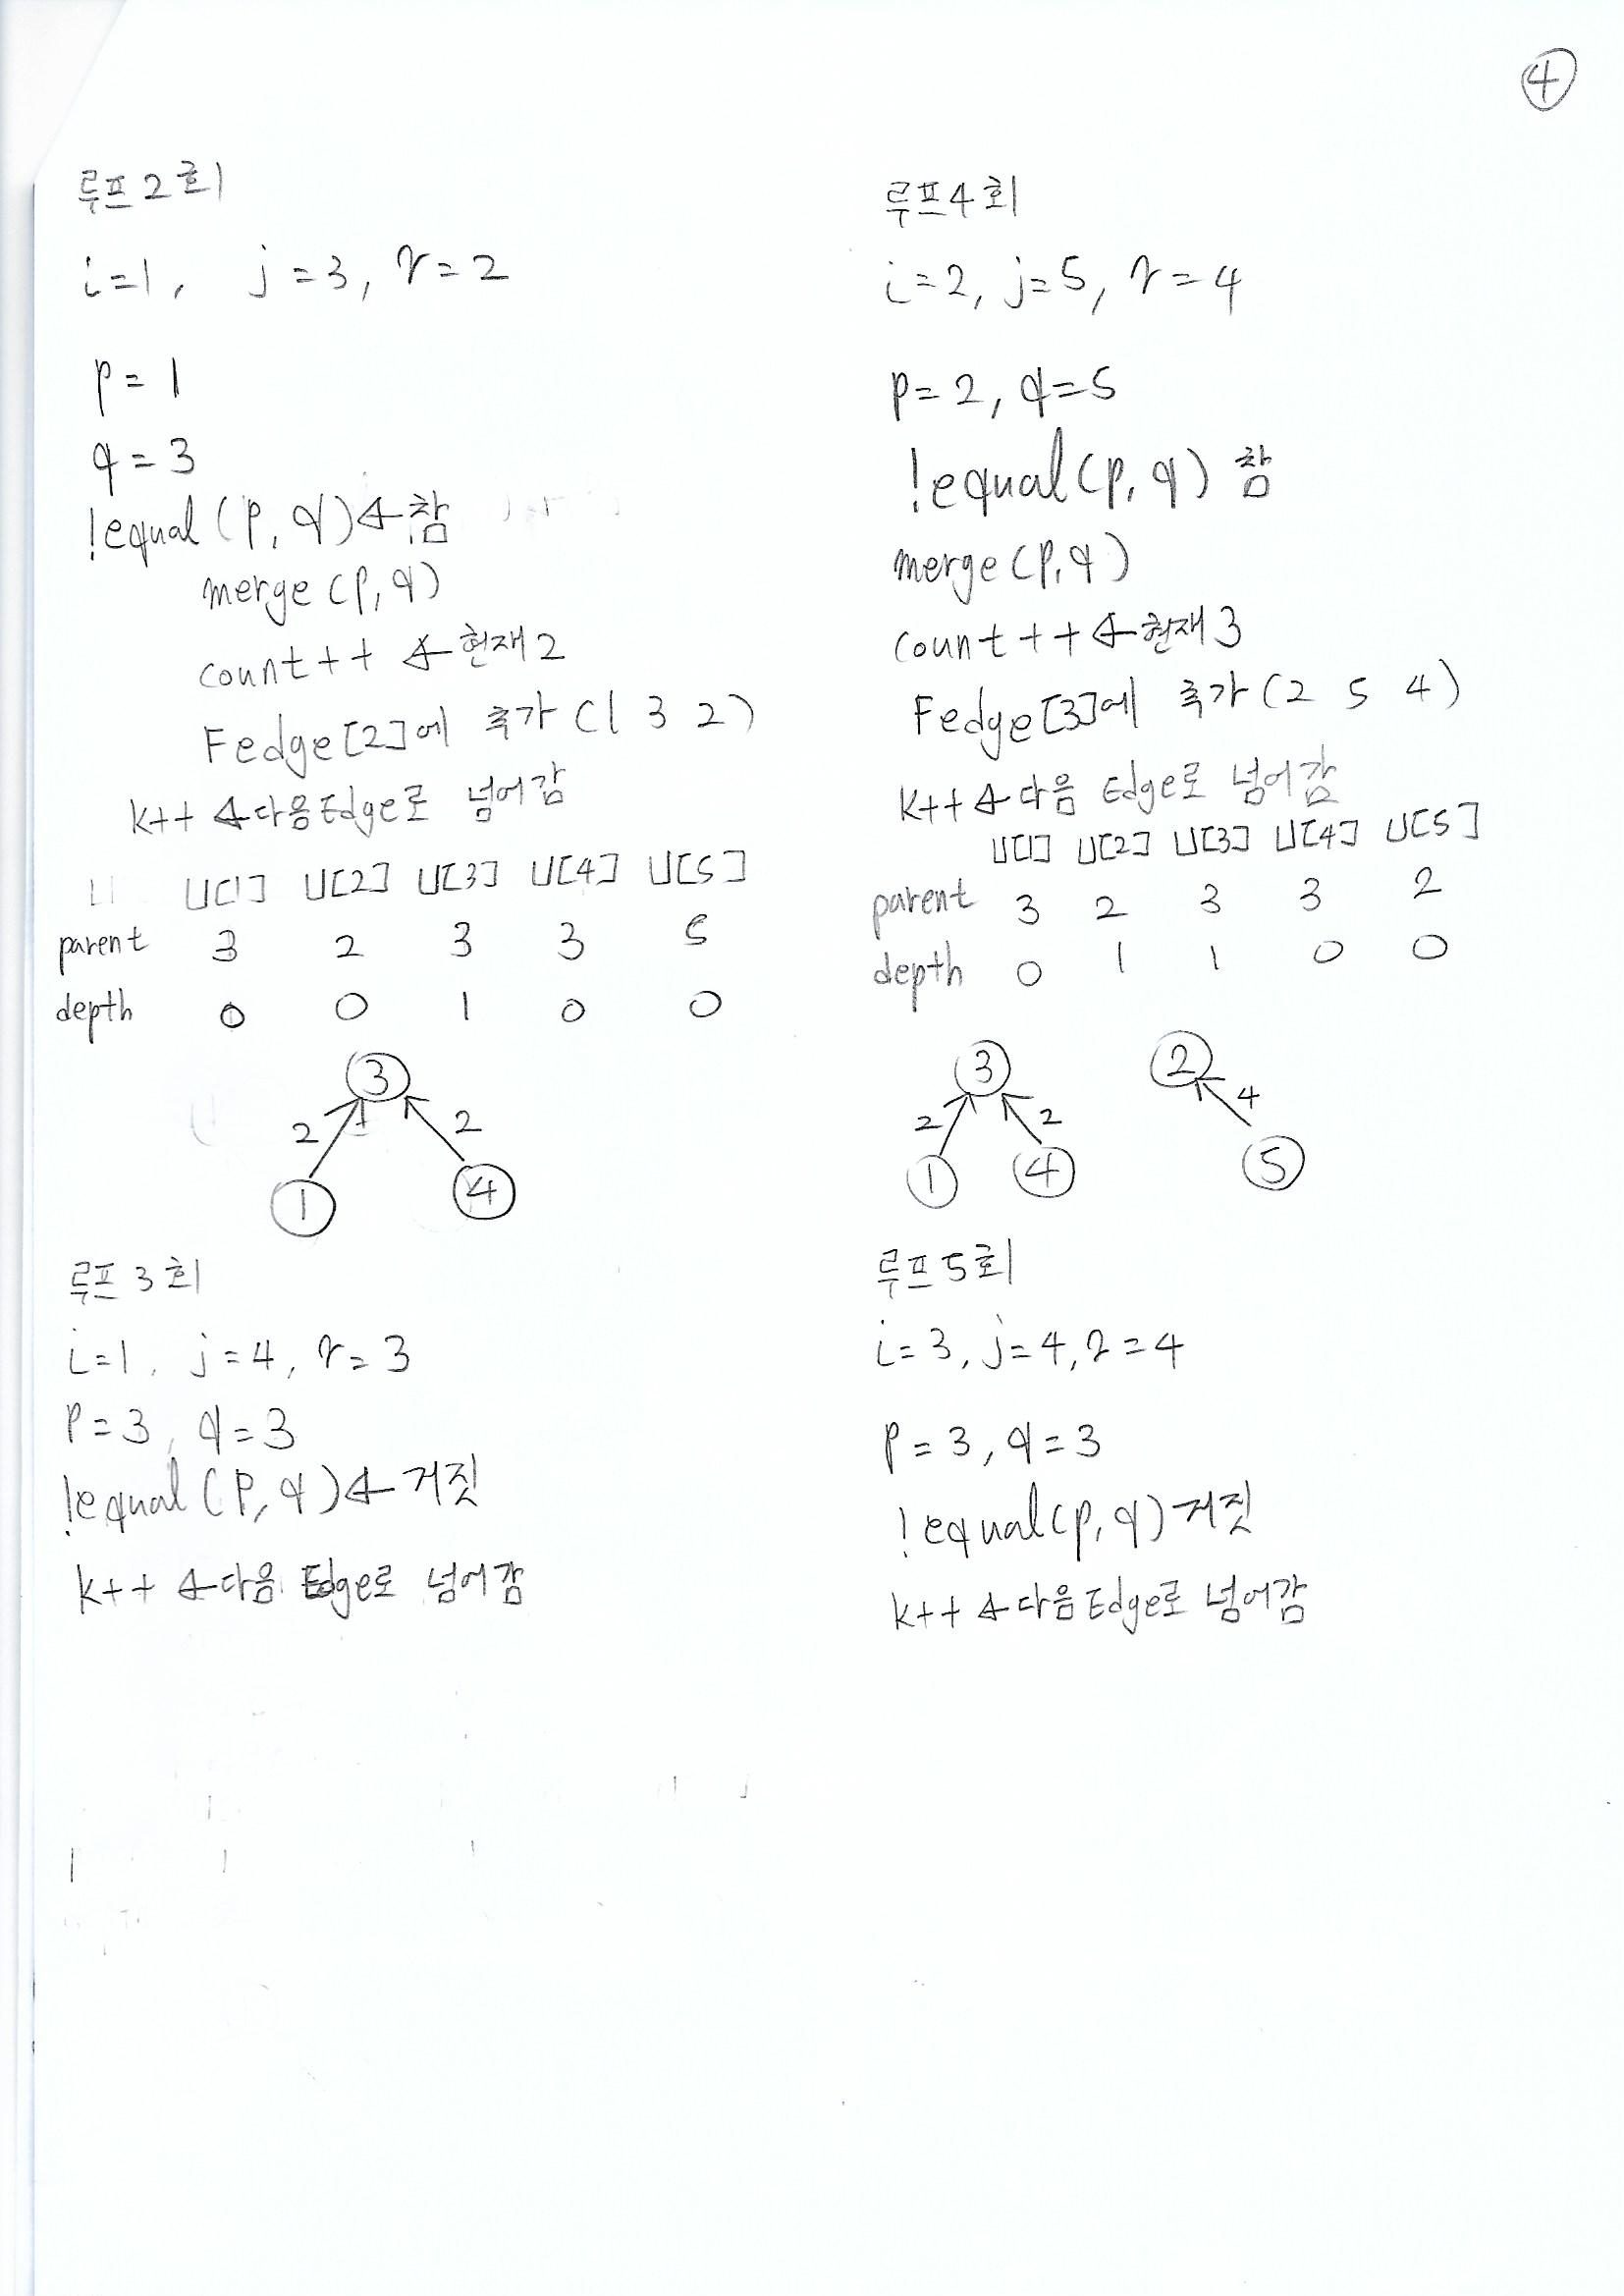 ④
루프 2회
i=1, j=3, r=2
p=1
q=3
!equal(p, q) ← 참
merge(p, q)
count++ ← 현재 2
Fedge[2]에 추가 (1 3 2)
k++ ← 다음 Edge로 넘어감
U[1] U[2] U[3] U[4] U[5]
parent 3 2 3 3 5
depth 0 0 1 0 0
3
2 2
1 4
루프 3회
i=1, j=4, r=3
p=3, q=3
!equal(p, q) ← 거짓
k++ ← 다음 Edge로 넘어감
루프 4회
i=2, j=5, r=4
p=2, q=5
!equal(p, q) 참
merge(p, q)
count++ ← 현재 3
Fedge[3]에 추가 (2 5 4)
k++ ← 다음 Edge로 넘어감
U[1] U[2] U[3] U[4] U[5]
parent 3 2 3 3 2
depth 0 1 1 0 0
3 2
2 2 4
1 4 5
루프 5회
i=3, j=4, r=4
p=3, q=3
!equal(p, q) 거짓
k++ ← 다음 Edge로 넘어감